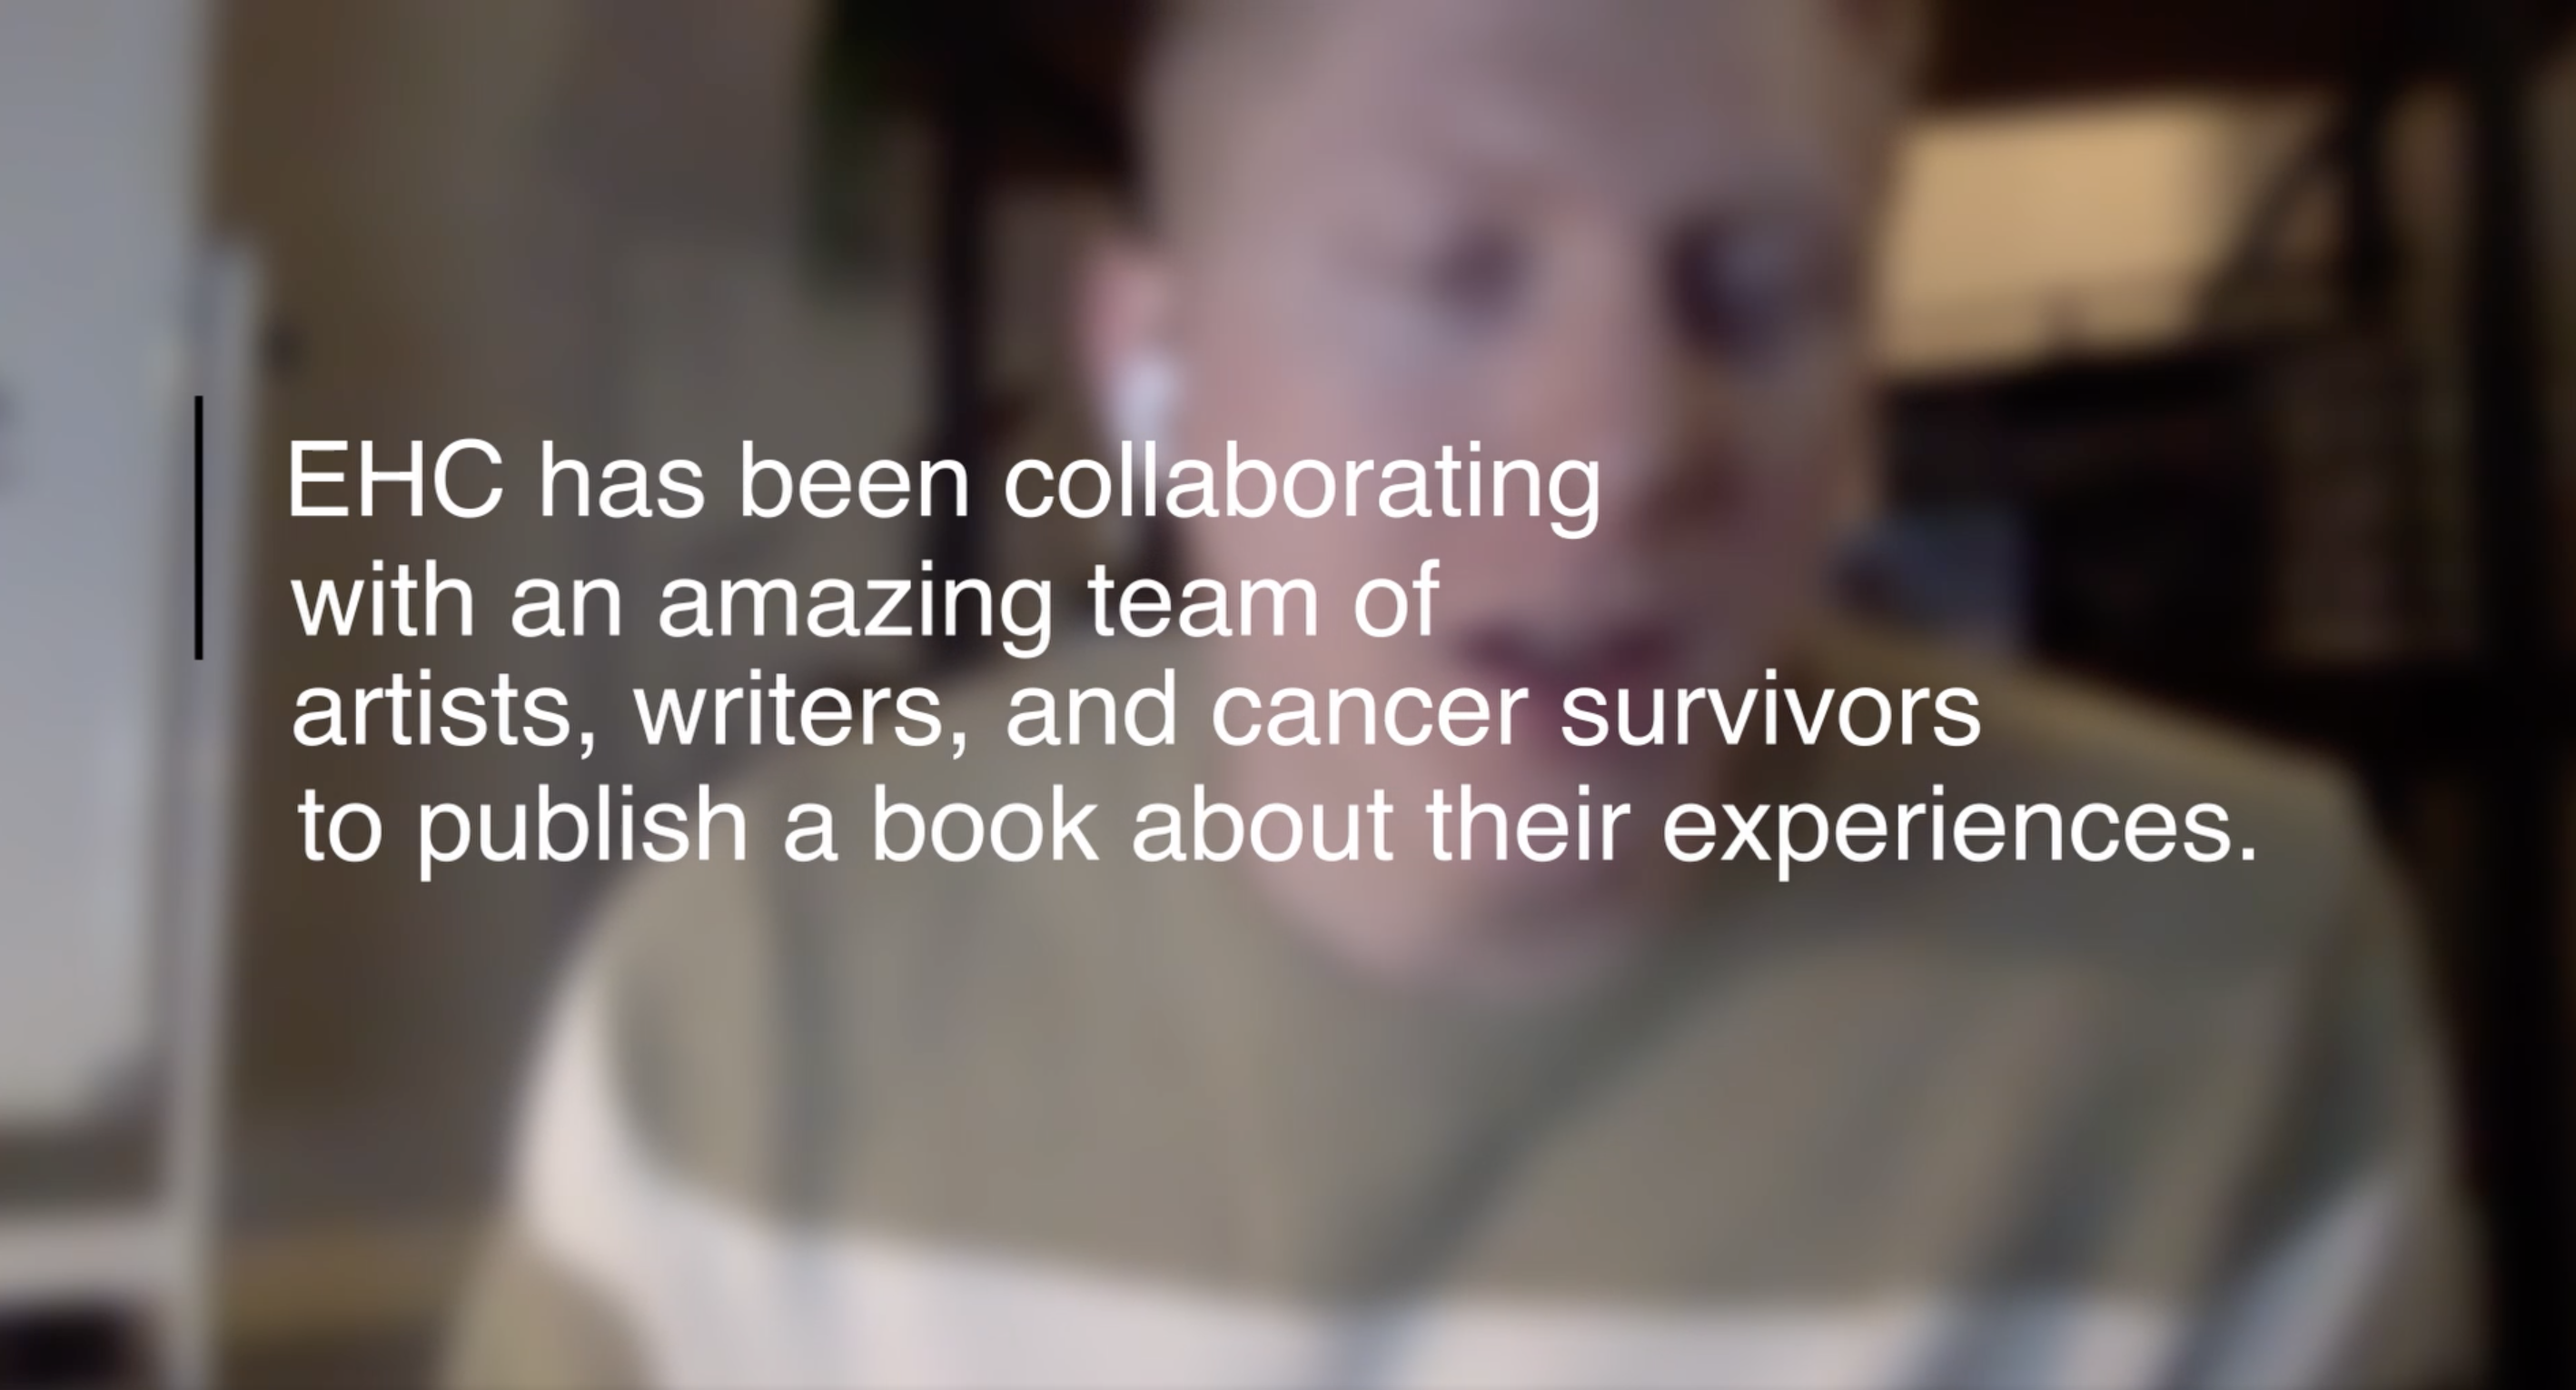 EHC has been collaborating
with an amazing team of
artists, writers, and cancer survivors
to publish a book about their experiences.